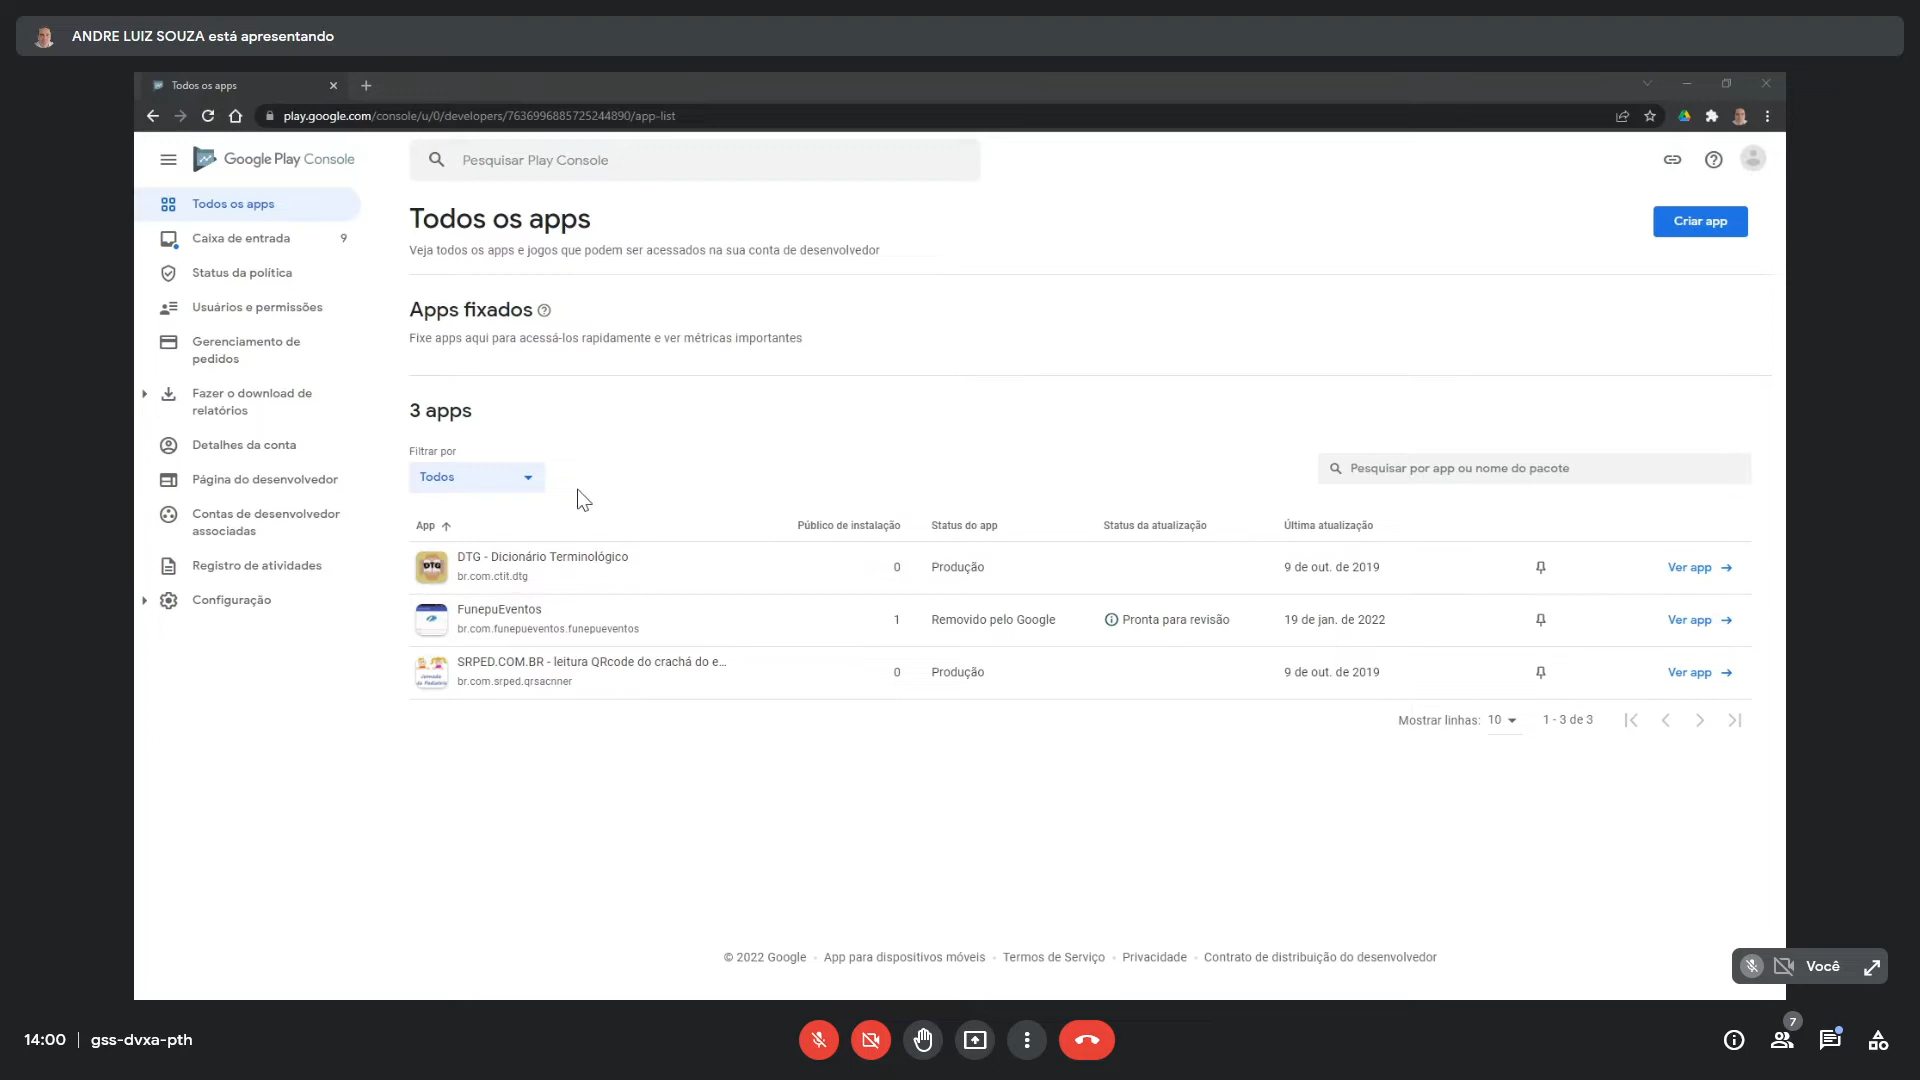 ANDRE LUIZ SOUZA está apresentando
Todos os apps
play.google.com/console/u/0/developers/7636996885725244890/app-list
Google Play Console
Pesquisar Play Console
Todos os apps
Caixa de entrada 9
Status da política
Usuários e permissões
Gerenciamento de
pedidos
Fazer o download de
relatórios
Detalhes da conta
Página do desenvolvedor
Contas de desenvolvedor
associadas
Registro de atividades
Configuração
Todos os apps
Criar app
Veja todos os apps e jogos que podem ser acessados na sua conta de desenvolvedor
Apps fixados
Fixe apps aqui para acessá-los rapidamente e ver métricas importantes
3 apps
Filtrar por
Todos
Pesquisar por app ou nome do pacote
App Público de instalação Status do app Status da atualização Última atualização
DTG
DTG - Dicionário Terminológico
br.com.ctit.dtg
0 Produção 9 de out. de 2019 Ver app
FunepuEventos
br.com.funepueventos.funepueventos
1 Removido pelo Google Pronta para revisão 19 de jan. de 2022 Ver app
SRPED.COM.BR - leitura QRcode do crachá do e...
br.com.srped.qrsacnner
0 Produção 9 de out. de 2019 Ver app
Mostrar linhas: 10 1 - 3 de 3
© 2022 Google · App para dispositivos móveis · Termos de Serviço · Privacidade · Contrato de distribuição do desenvolvedor
Você
14:00 | gss-dvxa-pth
7